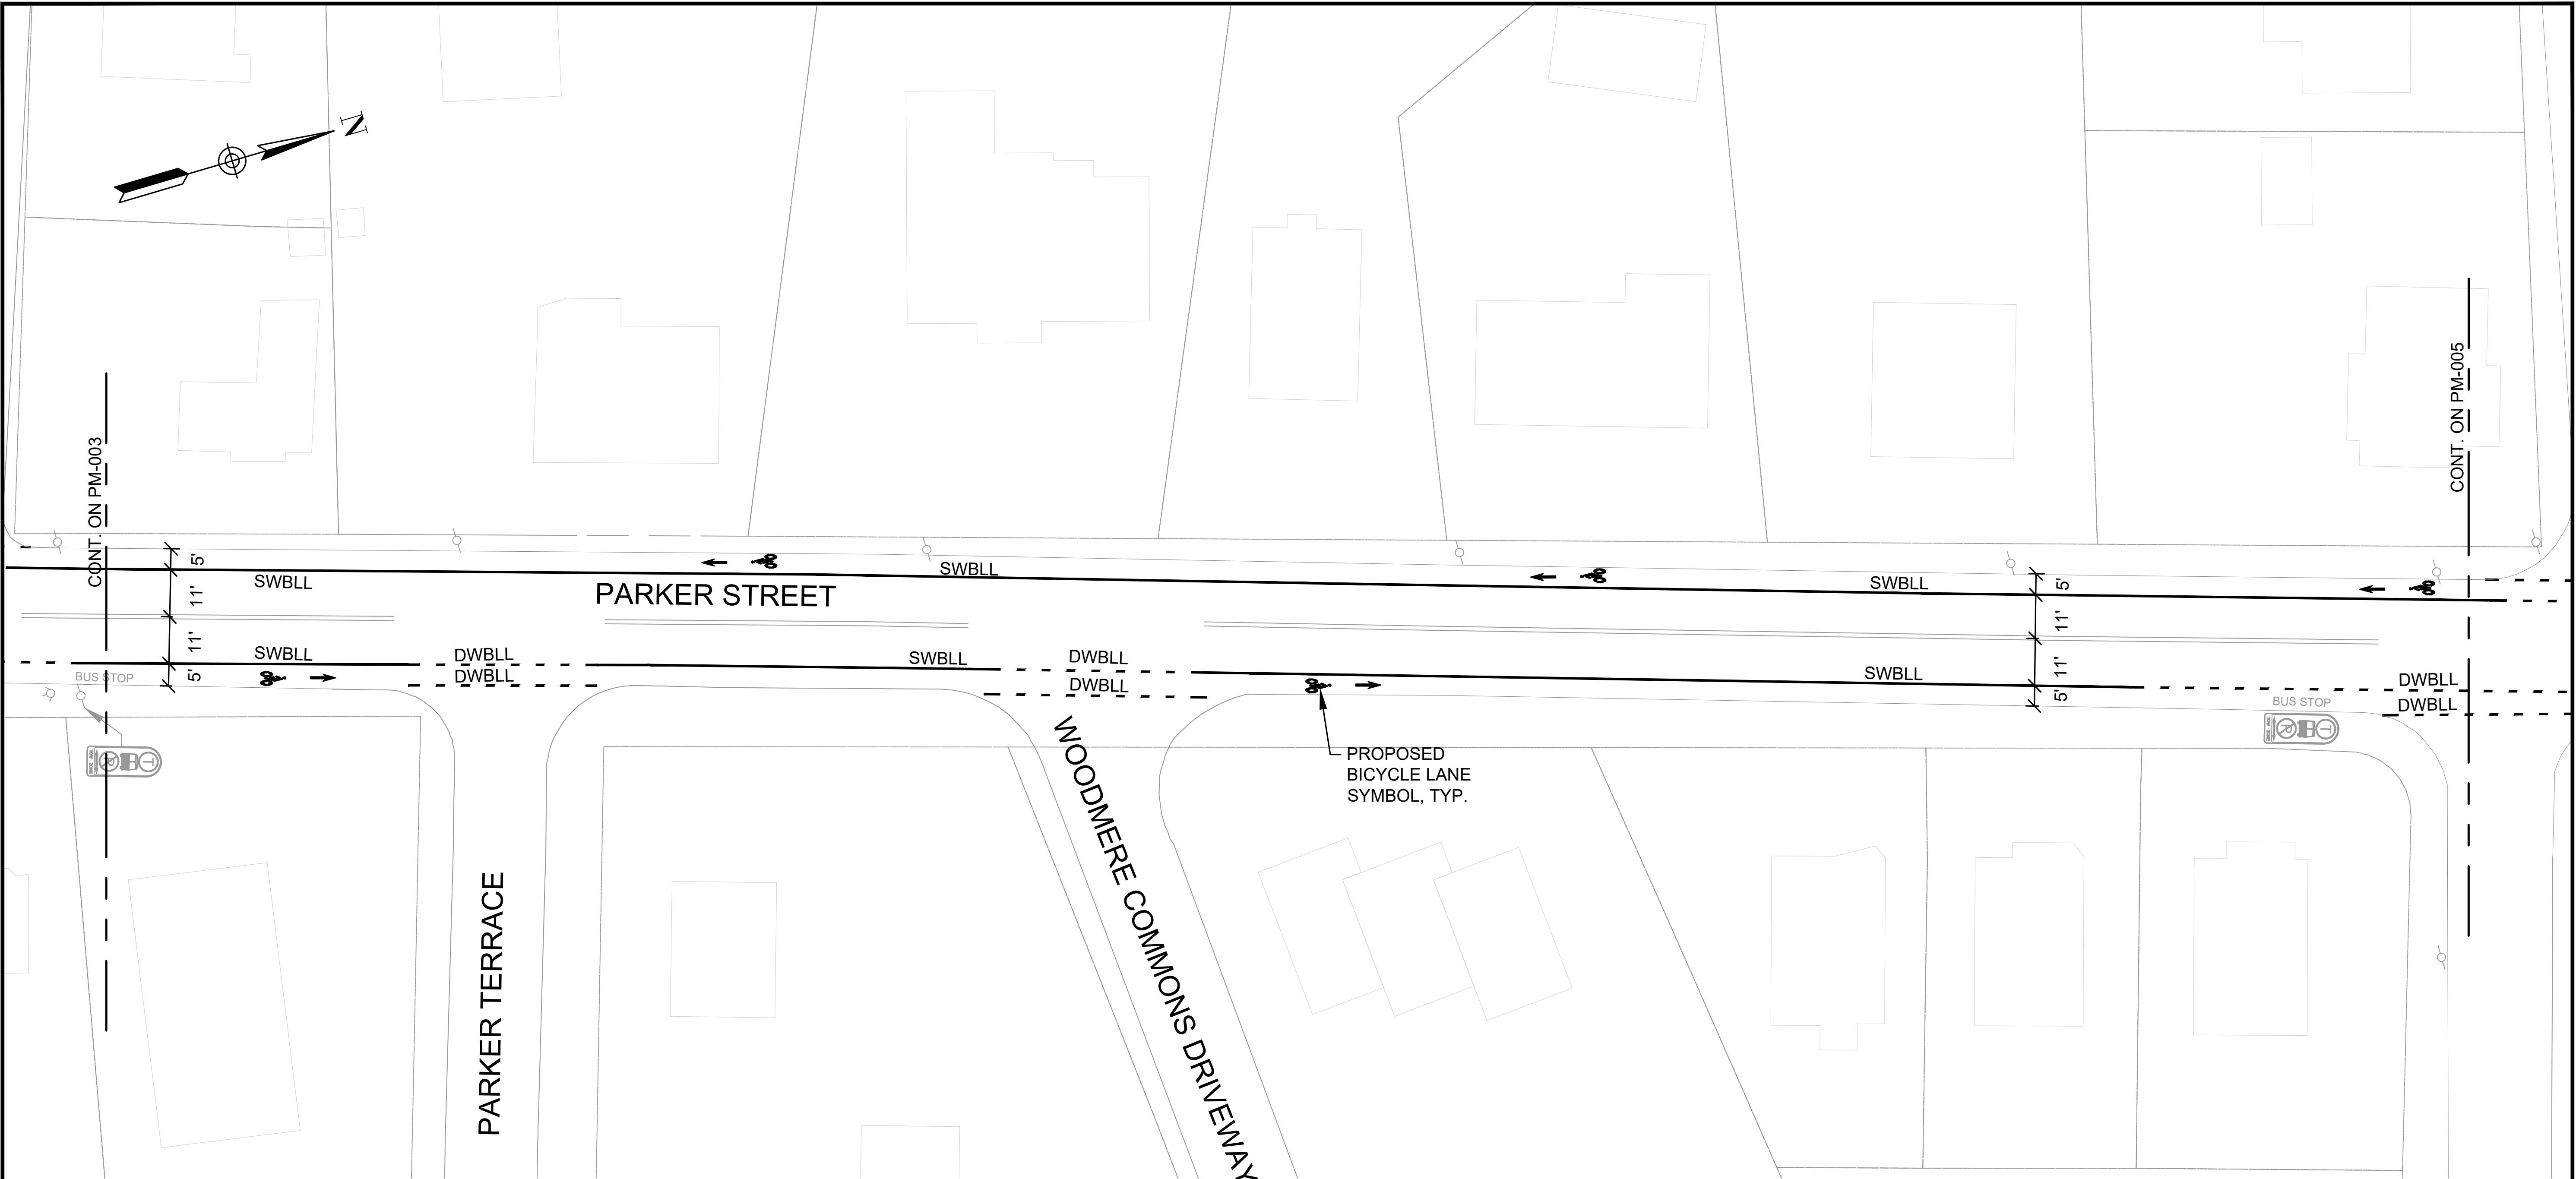 N
CONT. ON PM-003
CONT. ON PM-005
5'
11'
11'
5'
SWBLL
PARKER STREET
SWBLL
SWBLL
5'
11'
11'
5'
SWBLL
DWBLL
DWBLL
SWBLL
DWBLL
DWBLL
SWBLL
DWBLL
DWBLL
BUS STOP
BUS STOP
T
T
PROPOSED
BICYCLE LANE
SYMBOL, TYP.
PARKER TERRACE
WOODMERE COMMONS DRIVEWAY